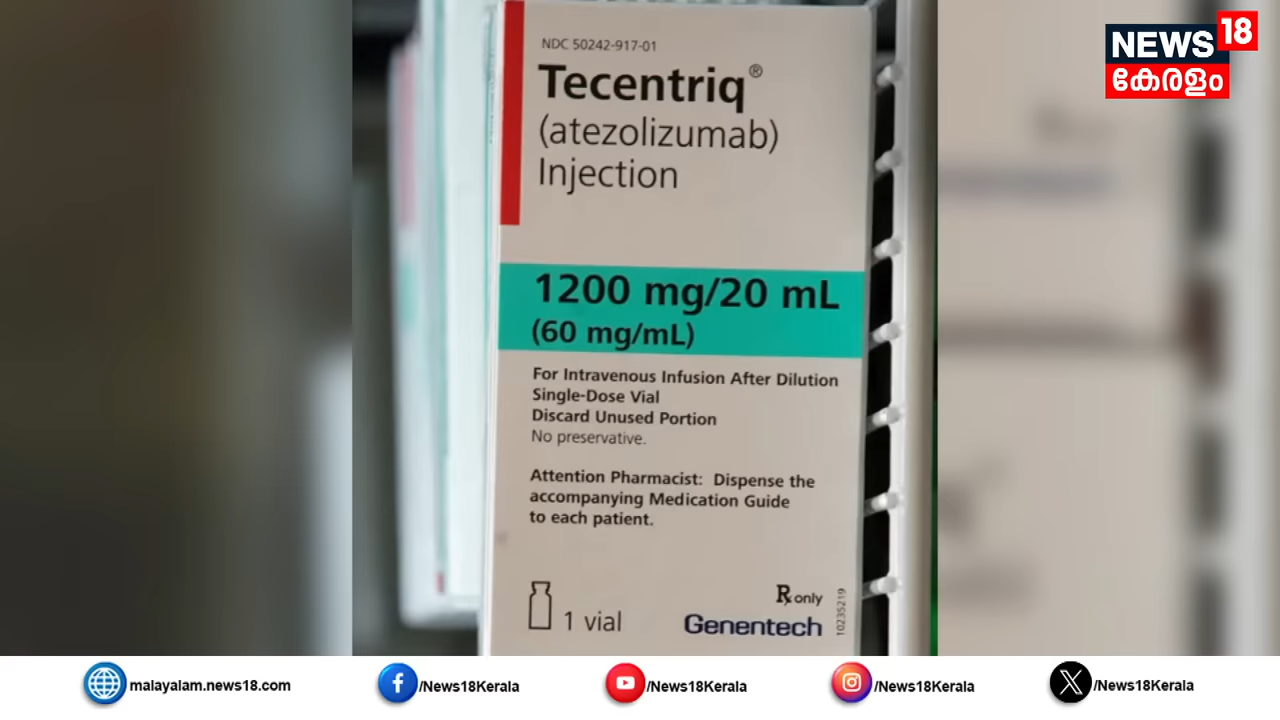 NEWS 18
കേരളം
NDC 50242-917-01
Tecentriq®
(atezolizumab)
Injection
1200 mg/20 mL
(60 mg/mL)
For Intravenous Infusion After Dilution
Single-Dose Vial
Discard Unused Portion
No preservative.
Attention Pharmacist: Dispense the
accompanying Medication Guide
to each patient.
1 vial
Rx only
Genentech
10235219
malayalam.news18.com
/News18Kerala
/News18Kerala
/News18Kerala
/News18Kerala